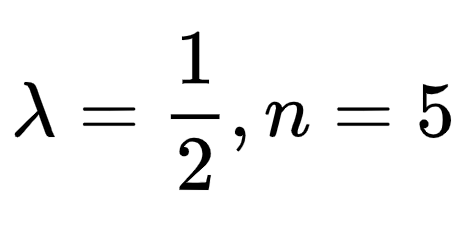 λ = 1/2, n = 5